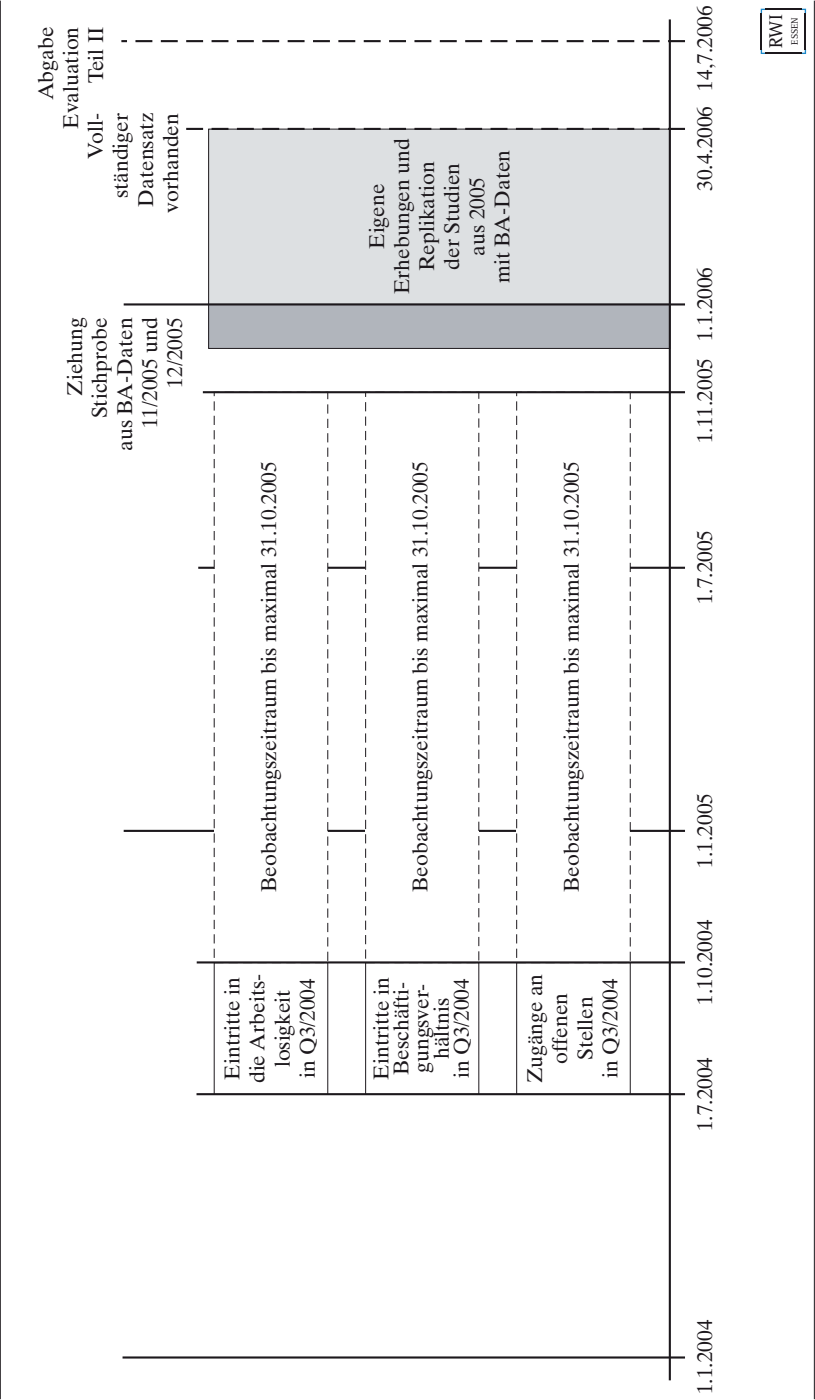 Ziehung
Stichprobe
aus BA-Daten
11/2005 und
12/2005
Abgabe
Evaluation
Teil II
Voll-
ständiger
Datensatz
vorhanden
Eintritte in
die Arbeits-
losigkeit
in Q3/2004
Beobachtungszeitraum bis maximal 31.10.2005
Eintritte in
Beschäfti-
gungsver-
hältnis
in Q3/2004
Beobachtungszeitraum bis maximal 31.10.2005
Zugänge an
offenen
Stellen
in Q3/2004
Beobachtungszeitraum bis maximal 31.10.2005
Eigene
Erhebungen und
Replikation
der Studien
aus 2005
mit BA-Daten
1.1.2004
1.7.2004
1.10.2004
1.1.2005
1.7.2005
1.11.2005
1.1.2006
30.4.2006
14,7.2006
RWI
ESSEN